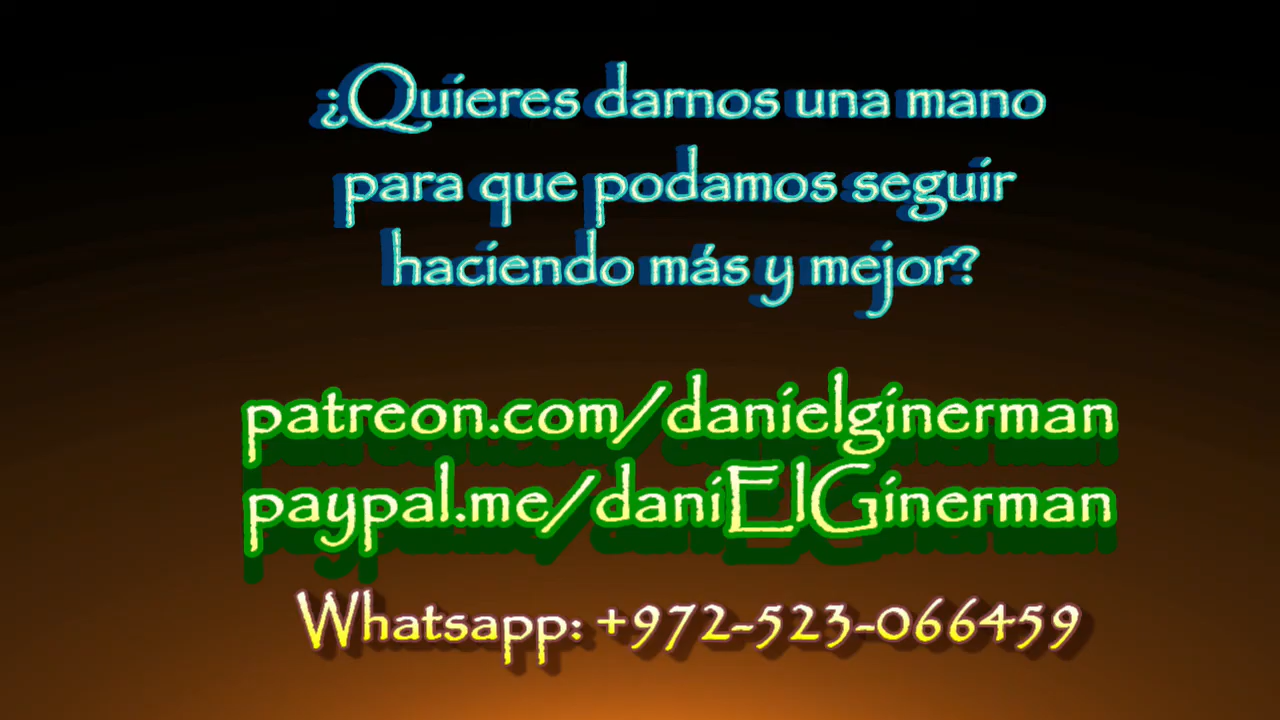 ¿Quieres darnos una mano
para que podamos seguir
haciendo más y mejor?
patreon.com/danielginerman
paypal.me/daniElGinerman
Whatsapp: +972-523-066459